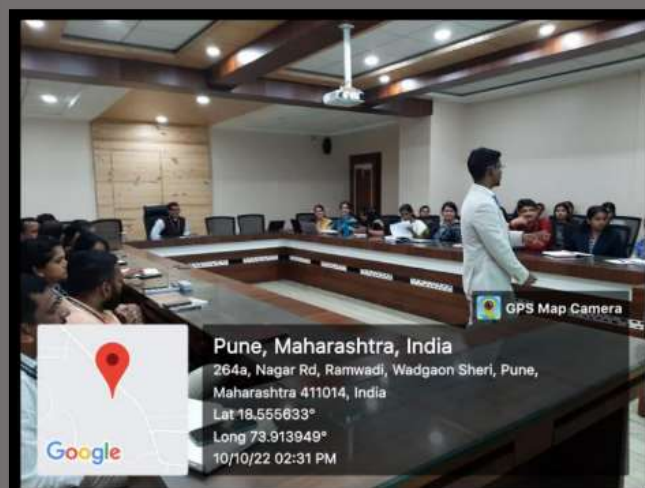 GPS Map Camera
Pune, Maharashtra, India
264a, Nagar Rd, Ramwadi, Wadgaon Sheri, Pune,
Maharashtra 411014, India
Lat 18.555633°
Long 73.913949°
10/10/22 02:31 PM
Google